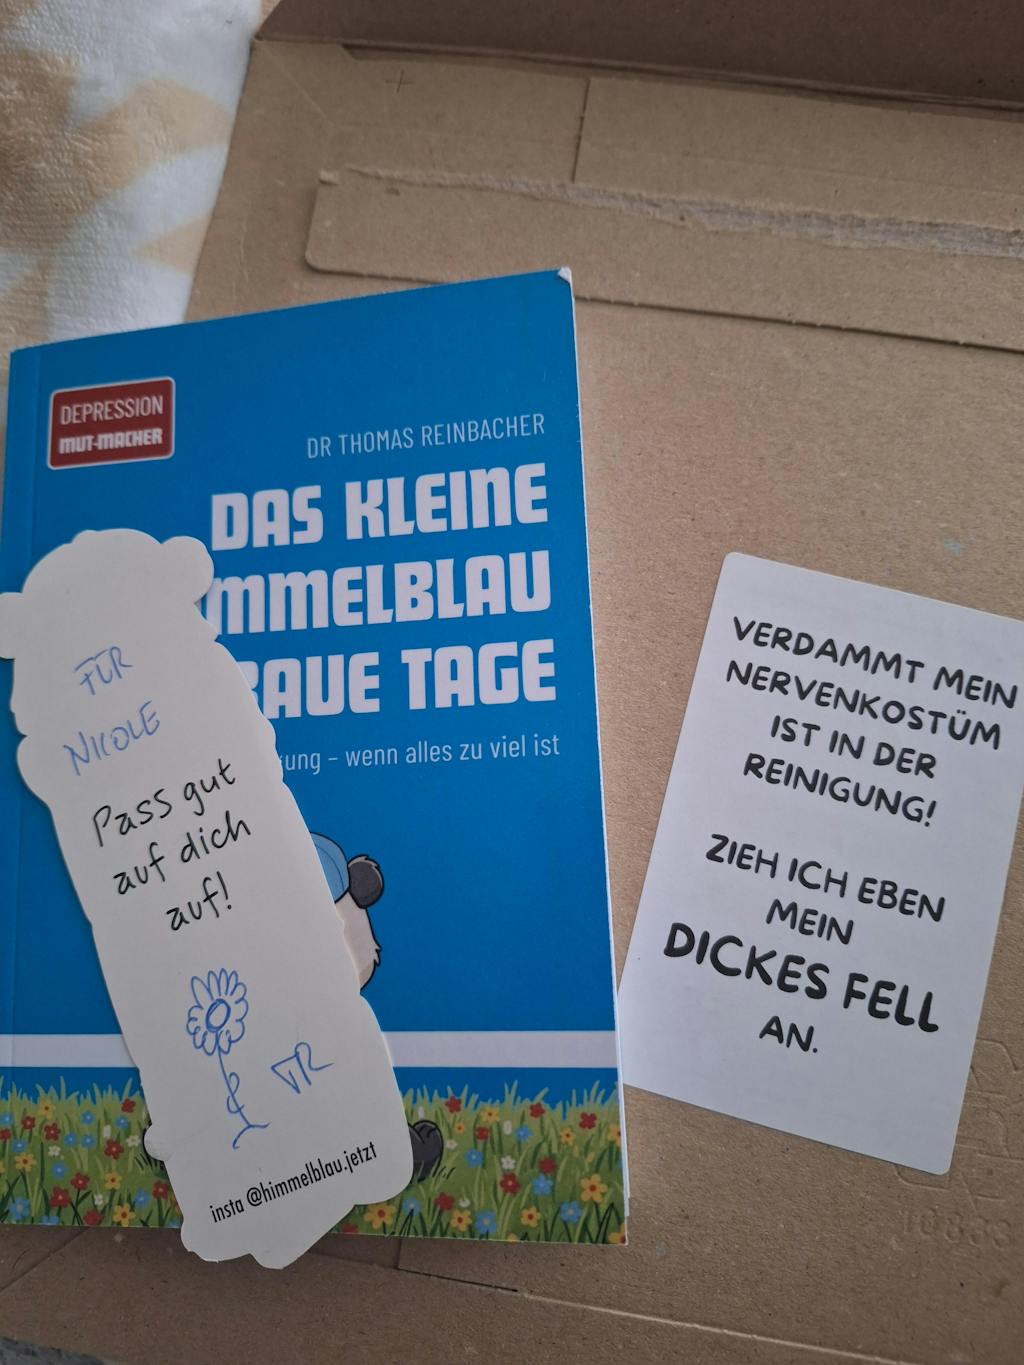 DEPRESSION
MUT-MACHER
DR THOMAS REINBACHER
DAS KLEINE
MMELBLAU
RAUE TAGE
ung – wenn alles zu viel ist
FÜR
NICOLE
Pass gut
auf dich
auf!
TR
insta @himmelblau.jetzt
VERDAMMT MEIN
NERVENKOSTÜM
IST IN DER
REINIGUNG!
ZIEH ICH EBEN
MEIN
DICKES FELL
AN.